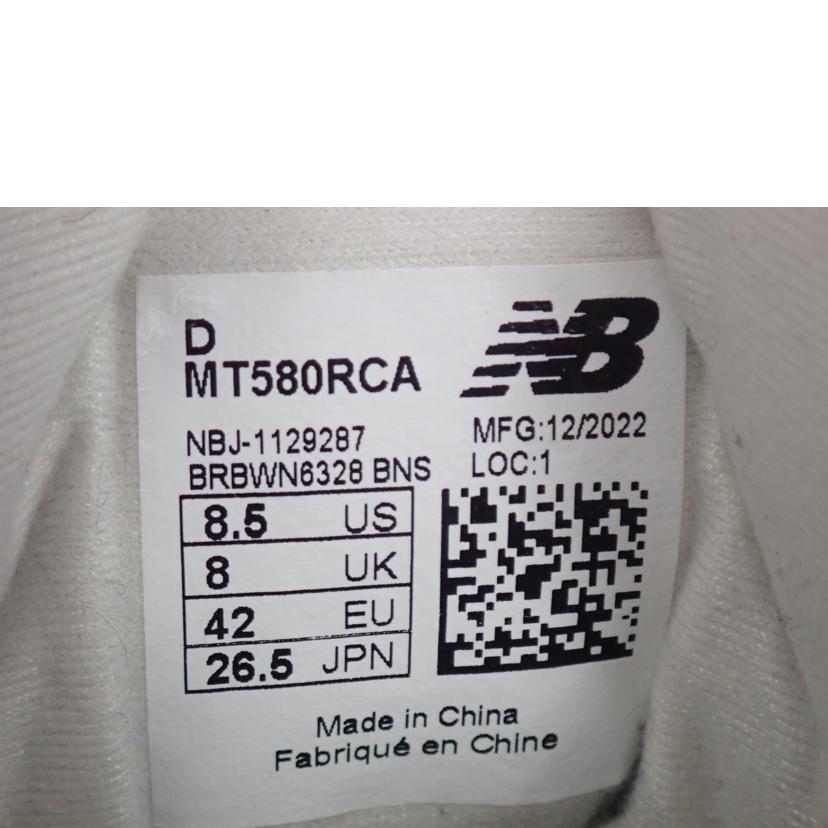 D
MT580RCA
NB
NBJ-1129287
BRBWN6328 BNS
MFG:12/2022
LOC:1
8.5 US
8 UK
42 EU
26.5 JPN
Made in China
Fabriqué en Chine